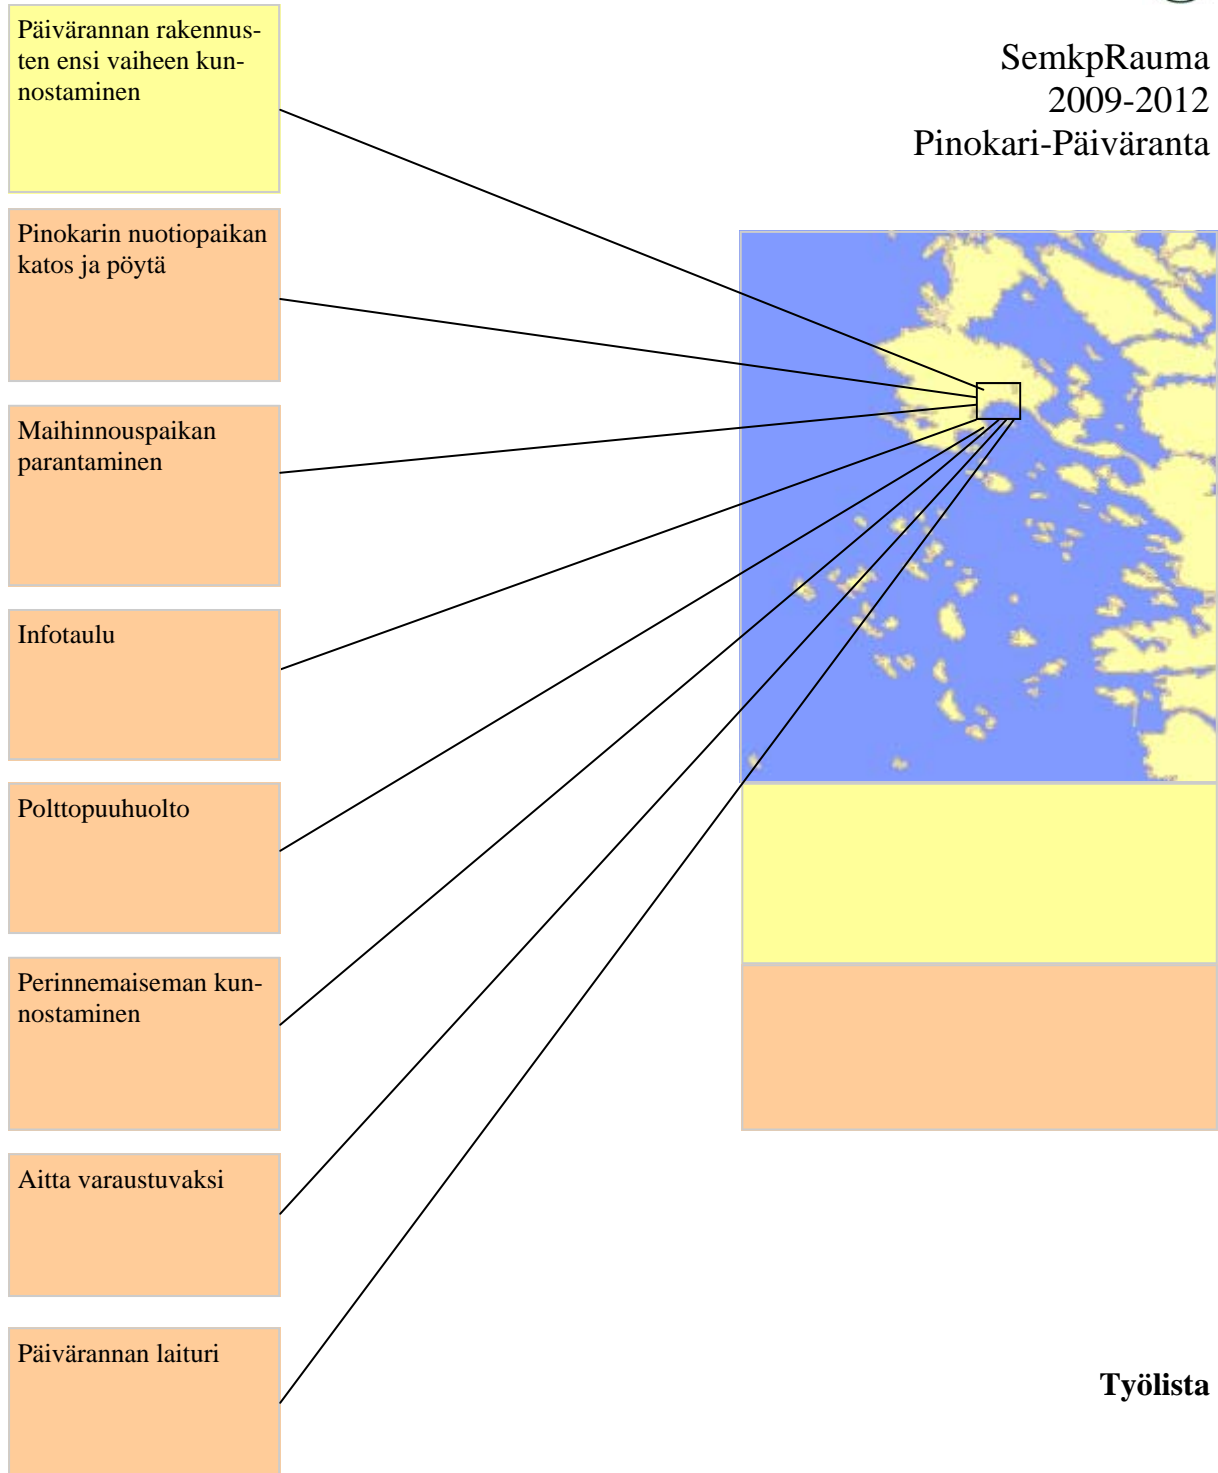 Päivärannan rakennus-
ten ensi vaiheen kun-
nostaminen
SemkpRauma
2009-2012
Pinokari-Päiväranta
Pinokarin nuotiopaikan
katos ja pöytä
Maihinnouspaikan
parantaminen
Infotaulu
Polttopuuhuolto
Perinnemaiseman kun-
nostaminen
Aitta varaustuvaksi
Päivärannan laituri
Työlista